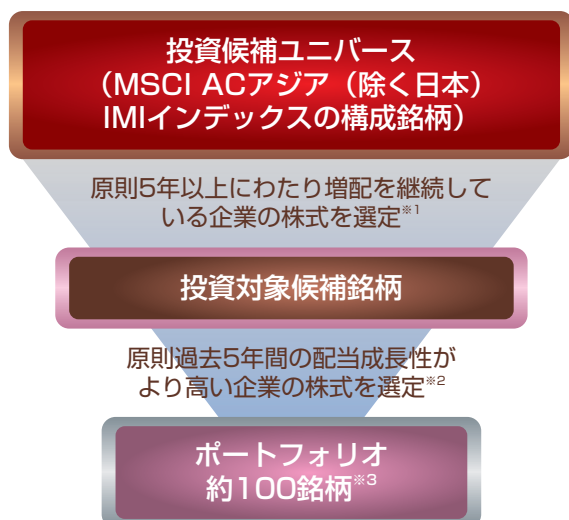 投資候補ユニバース
（MSCI ACアジア（除く日本）
IMIインデックスの構成銘柄）
原則5年以上にわたり増配を継続して
いる企業の株式を選定※1
投資対象候補銘柄
原則過去5年間の配当成長性が
より高い企業の株式を選定※2
ポートフォリオ
約100銘柄※3